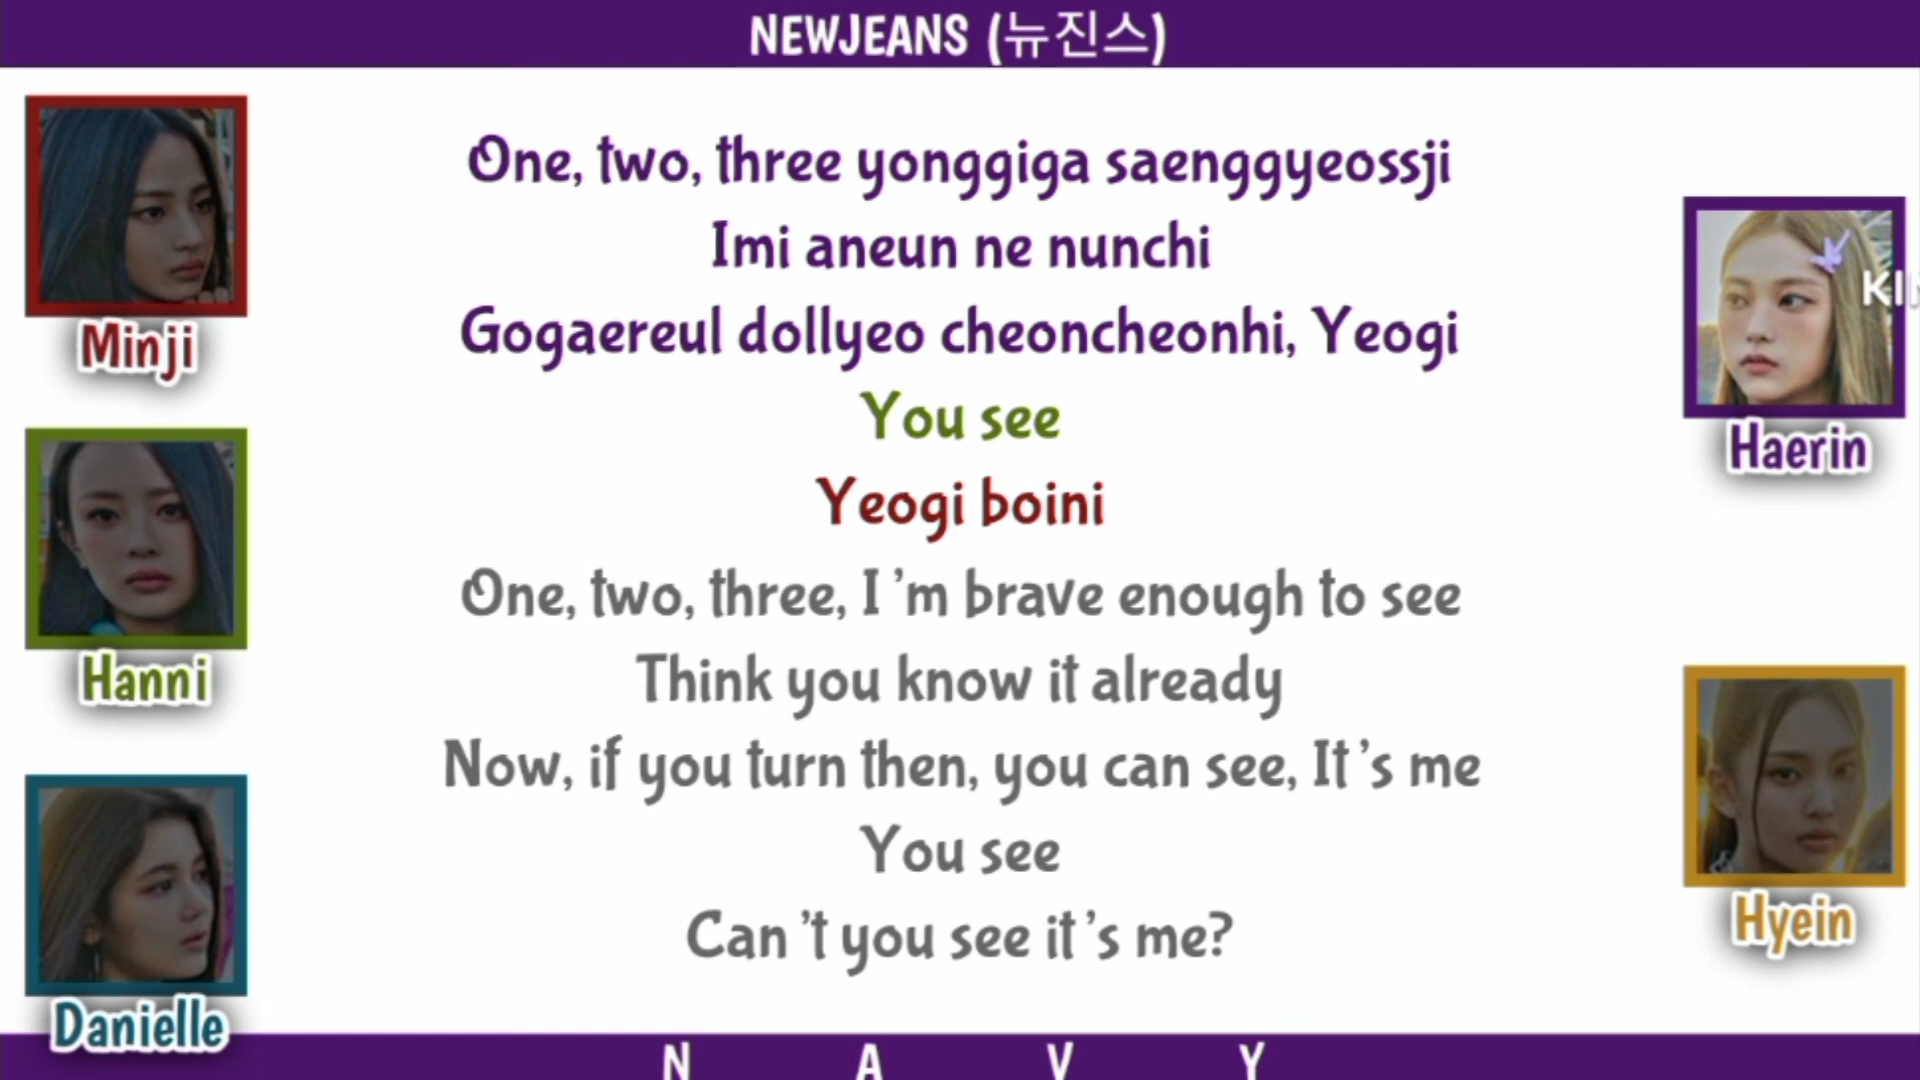 NEWJEANS (뉴진스)
One, two, three yonggiga saenggyeossji
Imi aneun ne nunchi
Gogaereul dollyeo cheoncheonhi, Yeogi
You see
Yeogi boini
One, two, three, I'm brave enough to see
Think you know it already
Now, if you turn then, you can see, It's me
You see
Can't you see it's me?
Minji
Hanni
Danielle
Haerin
Hyein
KI
N A V Y